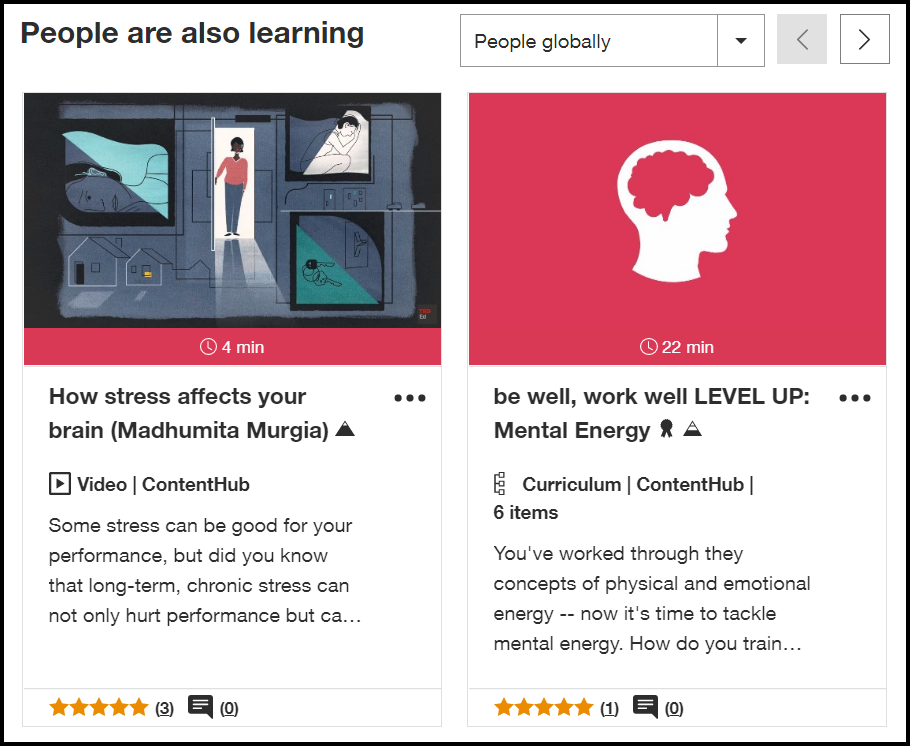 People are also learning
People globally
4 min
How stress affects your
brain (Madhumita Murgia)
Video | ContentHub
Some stress can be good for your
performance, but did you know
that long-term, chronic stress can
not only hurt performance but ca…
(3) (0)
22 min
be well, work well LEVEL UP:
Mental Energy
Curriculum | ContentHub |
6 items
You've worked through they
concepts of physical and emotional
energy -- now it's time to tackle
mental energy. How do you train…
(1) (0)